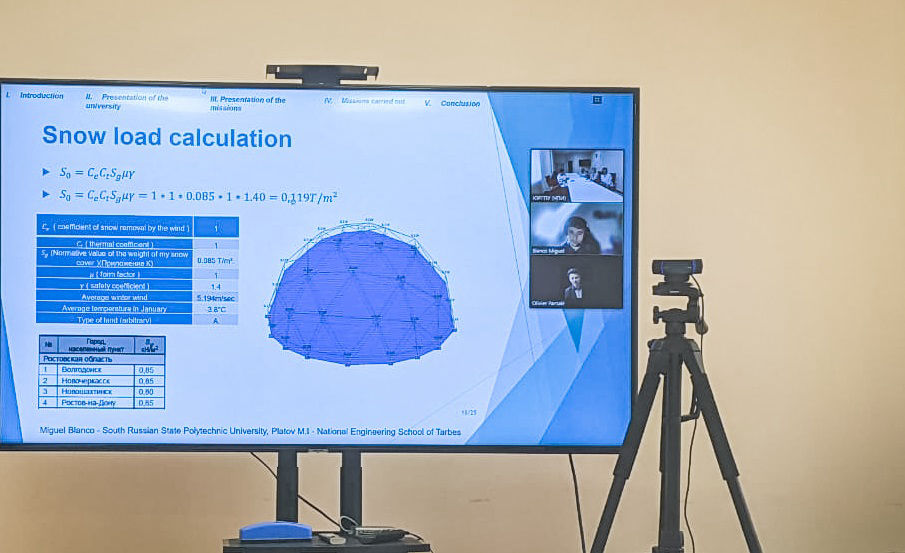 I. Introduction
II. Presentation of the university
III. Presentation of the missions
IV. Missions carried out
V. Conclusion
Snow load calculation
S₀ = CₑCₜS_gμγ
S₀ = CₑCₜS_gμγ = 1 * 1 * 0.085 * 1 * 1.40 = 0,119T/m²
Cₑ ( coefficient of snow removal by the wind ) 1
Cₜ ( thermal coefficient ) 1
S_g (Normative value of the weight of my snow cover )(Приложение К) 0.085 T/m².
μ ( form factor ) 1
γ ( safety coefficient ) 1.4
Average winter wind 5.194m/sec
Average temperature in January -3.8°C
Type of land (arbitrary) A
№ Город, населенный пункт S_g кН/м²
Ростовская область
1 Волгодонск 0,85
2 Новочеркасск 0,85
3 Новошахтинск 0,80
4 Ростов-на-Дону 0,85
Miguel Blanco - South Russian State Polytechnic University, Platov M.I - National Engineering School of Tarbes